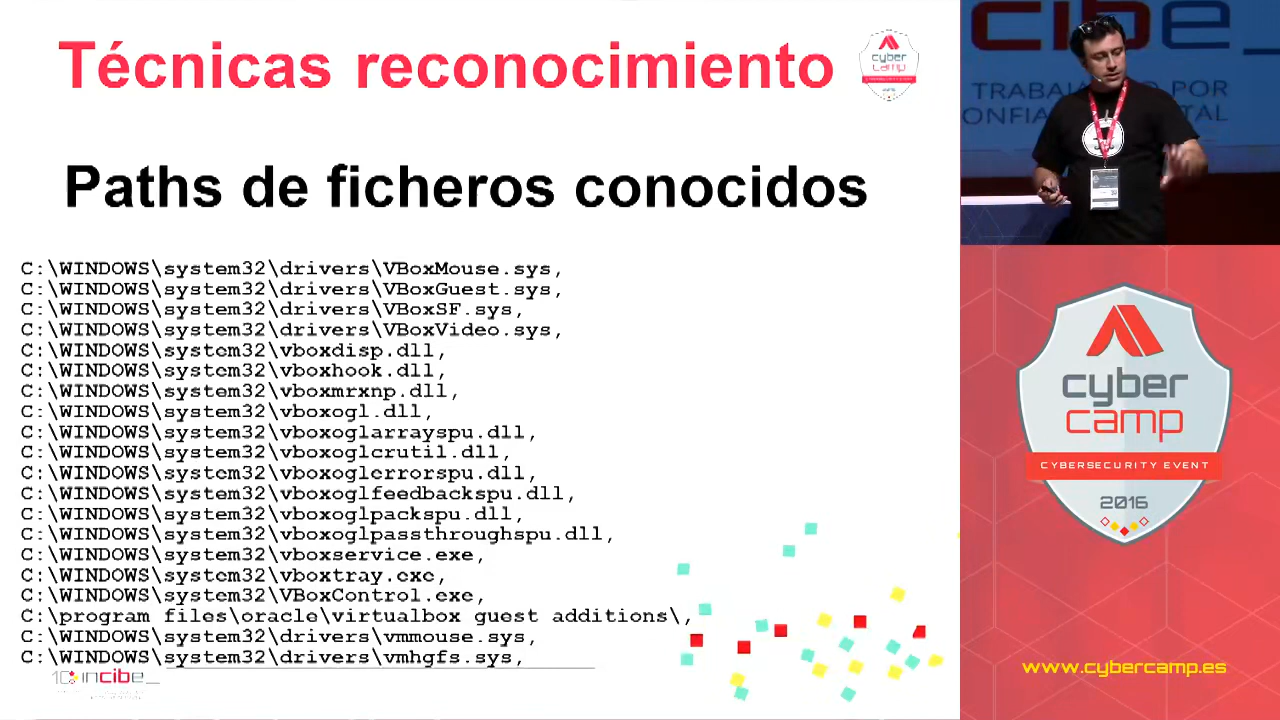 Técnicas reconocimiento
cyber
camp
Paths de ficheros conocidos
C:\WINDOWS\system32\drivers\VBoxMouse.sys,
C:\WINDOWS\system32\drivers\VBoxGuest.sys,
C:\WINDOWS\system32\drivers\VBoxSF.sys,
C:\WINDOWS\system32\drivers\VBoxVideo.sys,
C:\WINDOWS\system32\vboxdisp.dll,
C:\WINDOWS\system32\vboxhook.dll,
C:\WINDOWS\system32\vboxmrxnp.dll,
C:\WINDOWS\system32\vboxogl.dll,
C:\WINDOWS\system32\vboxoglarrayspu.dll,
C:\WINDOWS\system32\vboxoglcrutil.dll,
C:\WINDOWS\system32\vboxoglerrorspu.dll,
C:\WINDOWS\system32\vboxoglfeedbackspu.dll,
C:\WINDOWS\system32\vboxoglpackspu.dll,
C:\WINDOWS\system32\vboxoglpassthroughspu.dll,
C:\WINDOWS\system32\vboxservice.exe,
C:\WINDOWS\system32\vboxtray.exe,
C:\WINDOWS\system32\VBoxControl.exe,
C:\program files\oracle\virtualbox guest additions\,
C:\WINDOWS\system32\drivers\vmmouse.sys,
C:\WINDOWS\system32\drivers\vmhgfs.sys,
incibe_
cibe_
POR
cyber
camp
CYBERSECURITY EVENT
2016
www.cybercamp.es